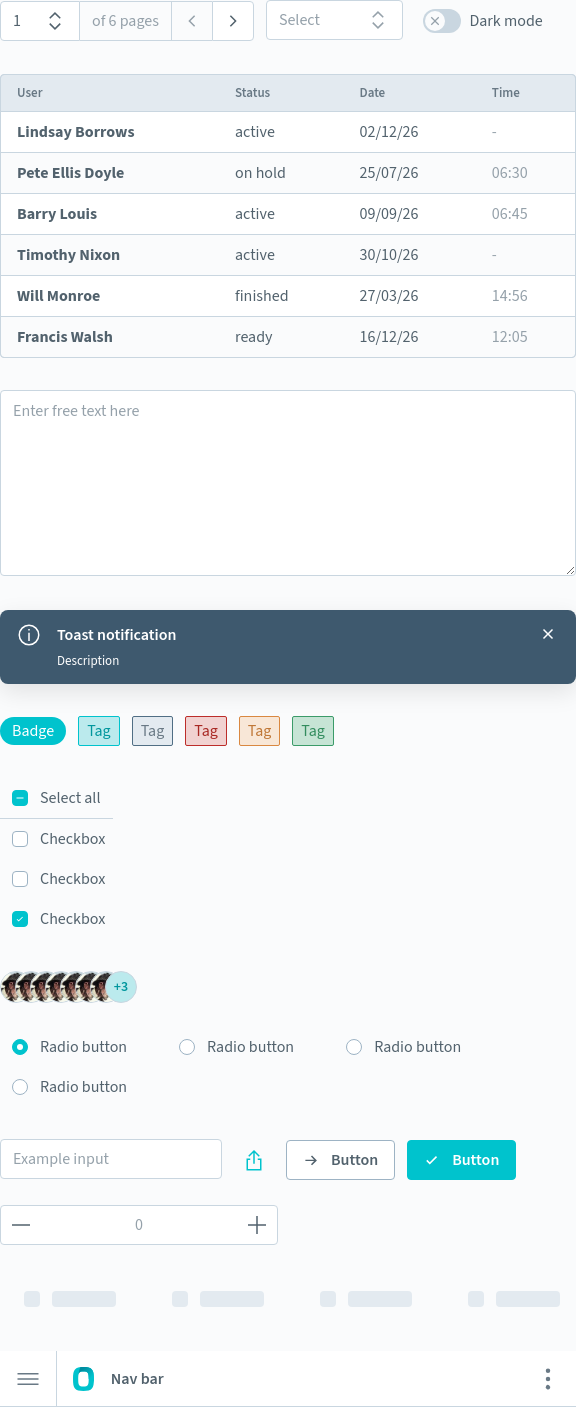 1 of 6 pages Select Dark mode
User Status Date Time
Lindsay Borrows active 02/12/26 -
Pete Ellis Doyle on hold 25/07/26 06:30
Barry Louis active 09/09/26 06:45
Timothy Nixon active 30/10/26 -
Will Monroe finished 27/03/26 14:56
Francis Walsh ready 16/12/26 12:05
Enter free text here
Toast notification
Description
Badge Tag Tag Tag Tag Tag
Select all
Checkbox
Checkbox
Checkbox
+3
Radio button Radio button Radio button
Radio button
Example input Button Button
0
Nav bar